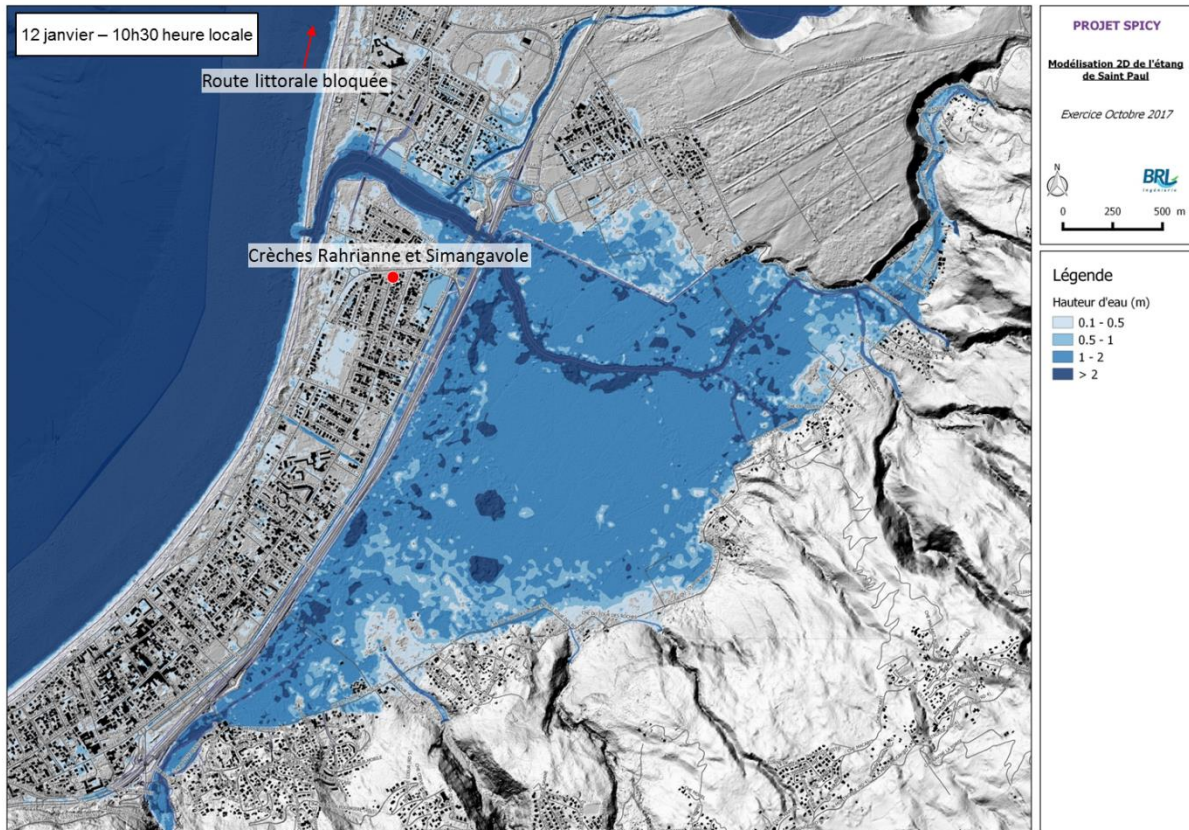 12 janvier – 10h30 heure locale
Route littorale bloquée
Crèches Rahrianne et Simangavole
PROJET SPICY
Modélisation 2D de l'étang
de Saint Paul
Exercice Octobre 2017
N
BRL
Ingénierie
0 250 500 m
Légende
Hauteur d'eau (m)
0.1 - 0.5
0.5 - 1
1 - 2
> 2